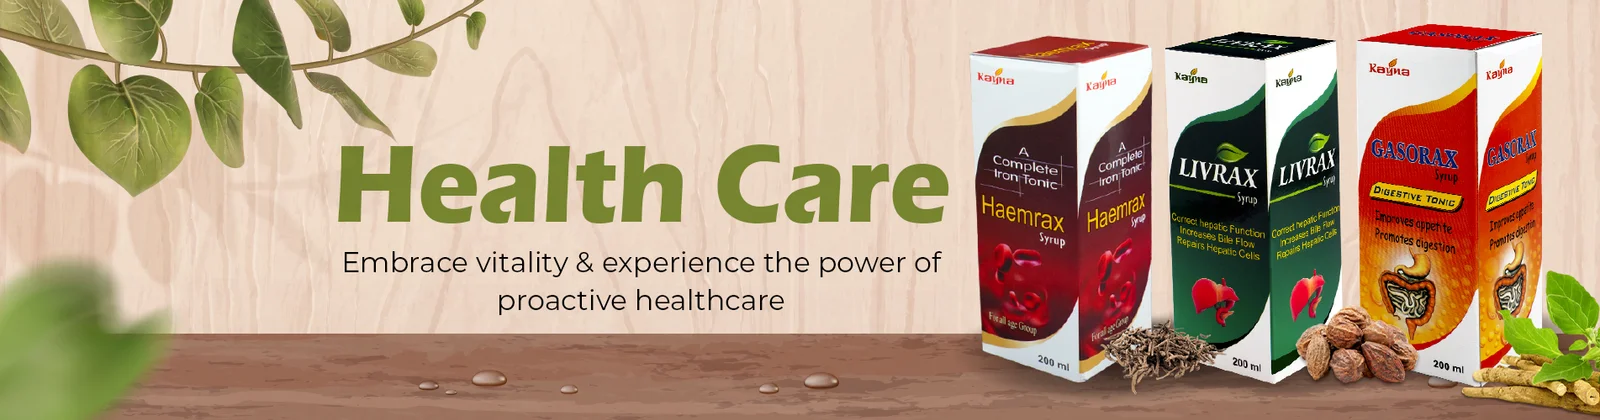 Health Care
Embrace vitality & experience the power of
proactive healthcare
Haemrax
Syrup
Kayna
A
Complete
Iron Tonic
Haemrax
Syrup
For all age Group
200 ml
Kayna
A
Complete
Iron Tonic
Haemrax
Syrup
For all age Group
LIVRAX
Kayna
LIVRAX
Syrup
Correct hepatic Function
Increases Bile Flow
Repairs Hepatic Cells
200 ml
Kayna
LIVRAX
Syrup
Correct hepatic Function
Increases Bile Flow
Repairs Hepatic Cells
Kayna
GASORAX
Syrup
DIGESTIVE TONIC
Improves appetite
Promotes digestion
200 ml
Kayna
GASORAX
Syrup
DIGESTIVE TONIC
Improves appetite
Promotes digestion